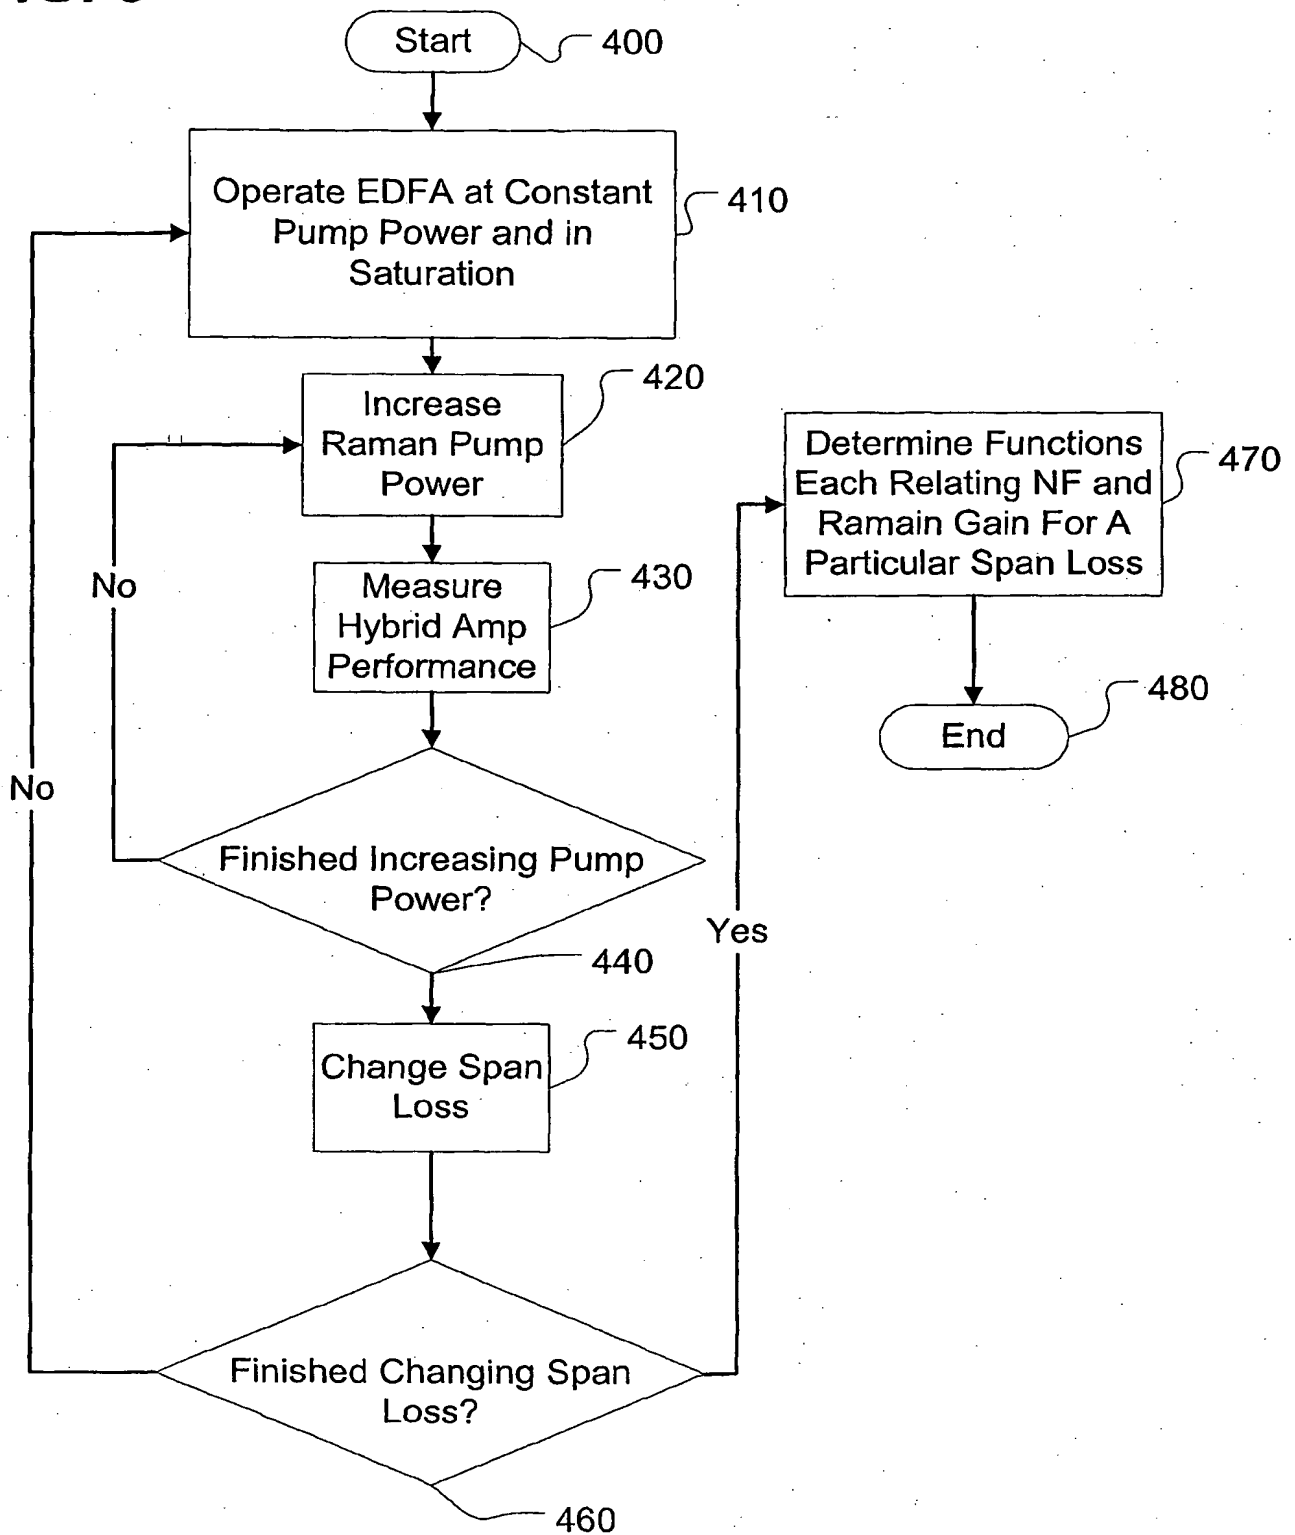 Start
400
Operate EDFA at Constant
Pump Power and in
Saturation
410
Increase
Raman Pump
Power
420
Measure
Hybrid Amp
Performance
430
No
No
Finished Increasing Pump
Power?
440
Change Span
Loss
450
Finished Changing Span
Loss?
460
Yes
Determine Functions
Each Relating NF and
Ramain Gain For A
Particular Span Loss
470
End
480